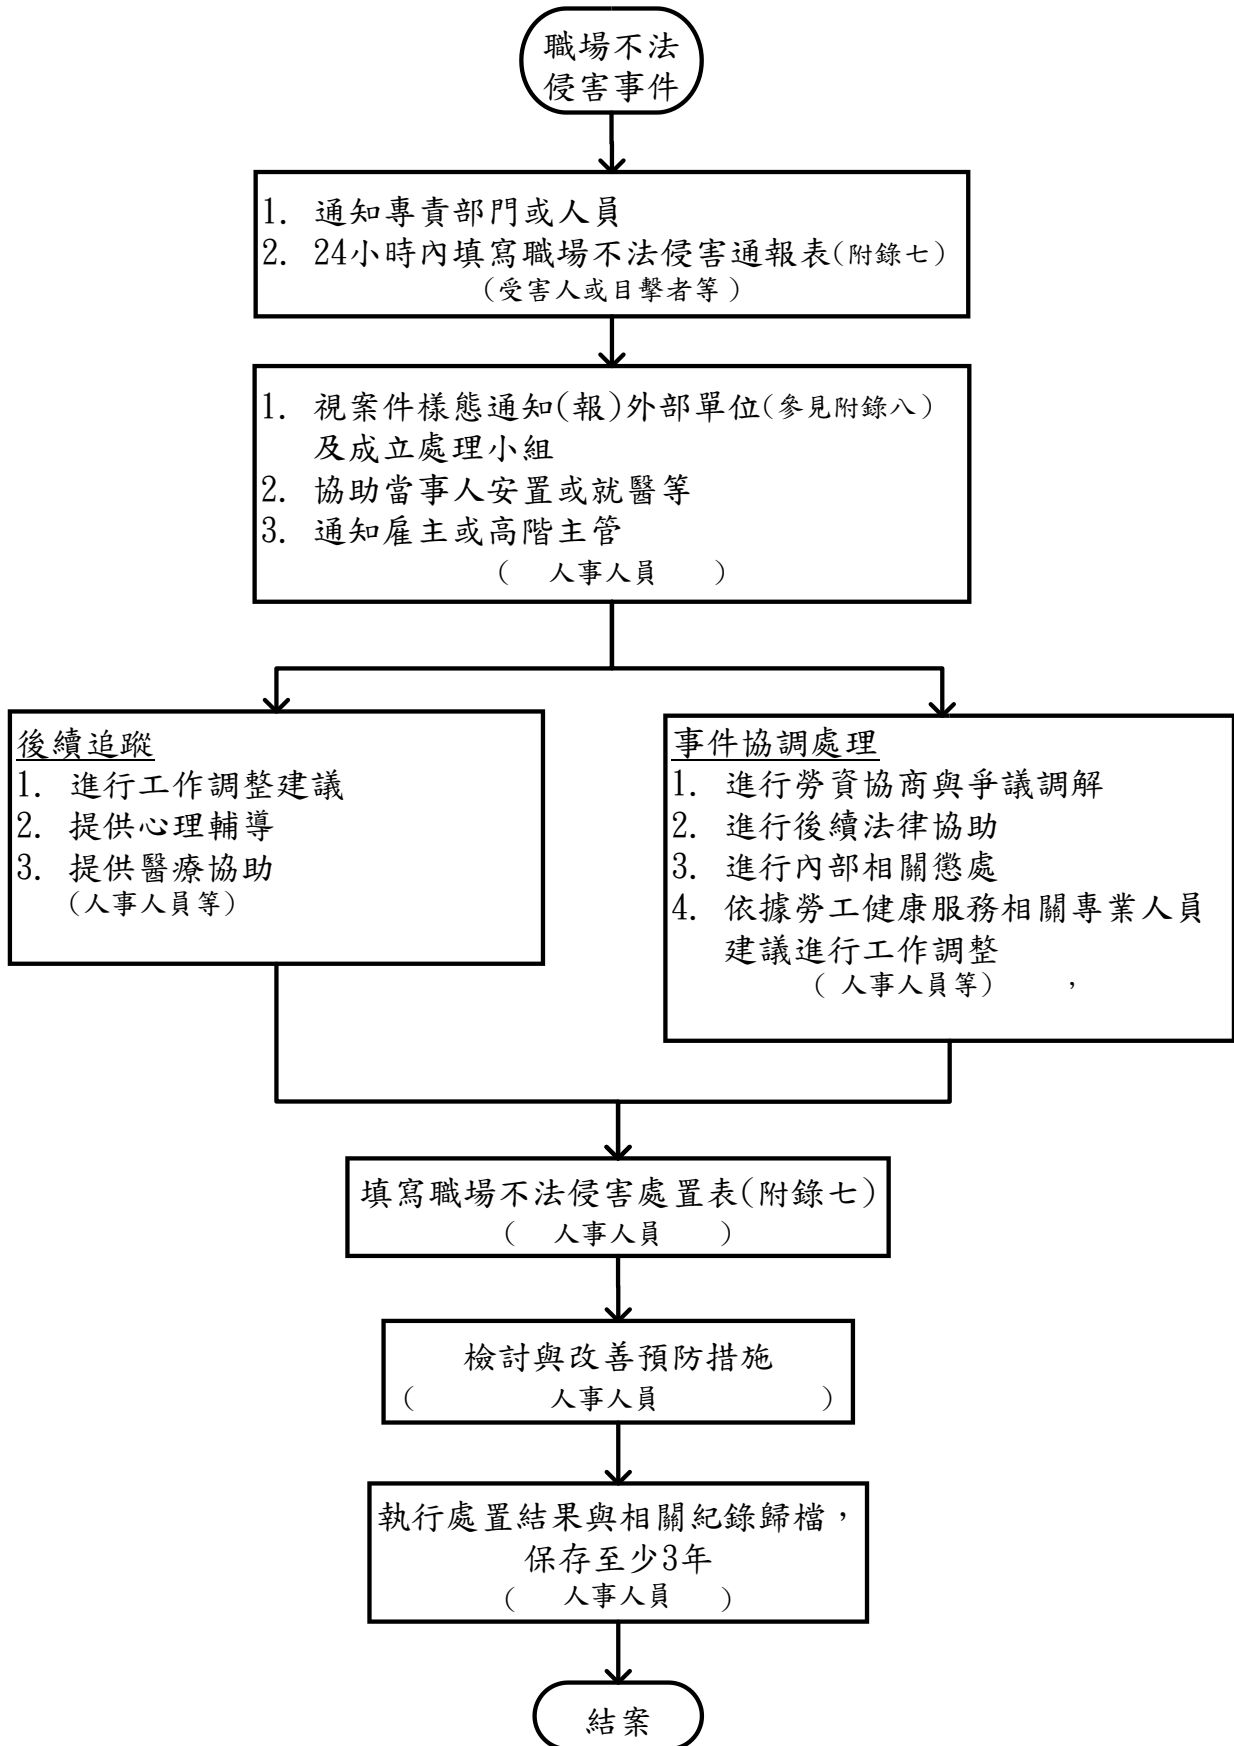 職場不法
侵害事件
1. 通知專責部門或人員
2. 24小時內填寫職場不法侵害通報表(附錄七)
(受害人或目擊者等)
1. 視案件樣態通知(報)外部單位(參見附錄八)
及成立處理小組
2. 協助當事人安置或就醫等
3. 通知雇主或高階主管
( 人事人員 )
後續追蹤
1. 進行工作調整建議
2. 提供心理輔導
3. 提供醫療協助
(人事人員等)
事件協調處理
1. 進行勞資協商與爭議調解
2. 進行後續法律協助
3. 進行內部相關懲處
4. 依據勞工健康服務相關專業人員
建議進行工作調整
( 人事人員等) ,
填寫職場不法侵害處置表(附錄七)
( 人事人員 )
檢討與改善預防措施
( 人事人員 )
執行處置結果與相關紀錄歸檔,
保存至少3年
( 人事人員 )
結案